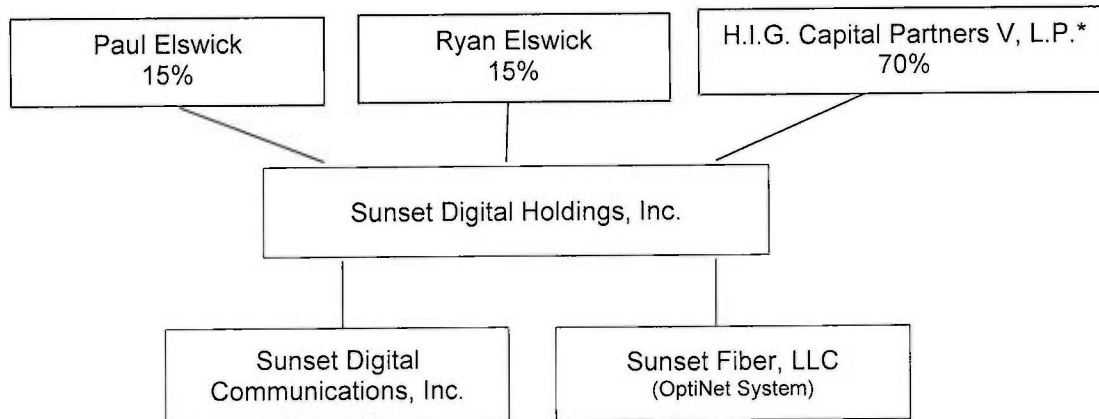 Paul Elswick
15%
Ryan Elswick
15%
H.I.G. Capital Partners V, L.P.*
70%
Sunset Digital Holdings, Inc.
Sunset Digital
Communications, Inc.
Sunset Fiber, LLC
(OptiNet System)